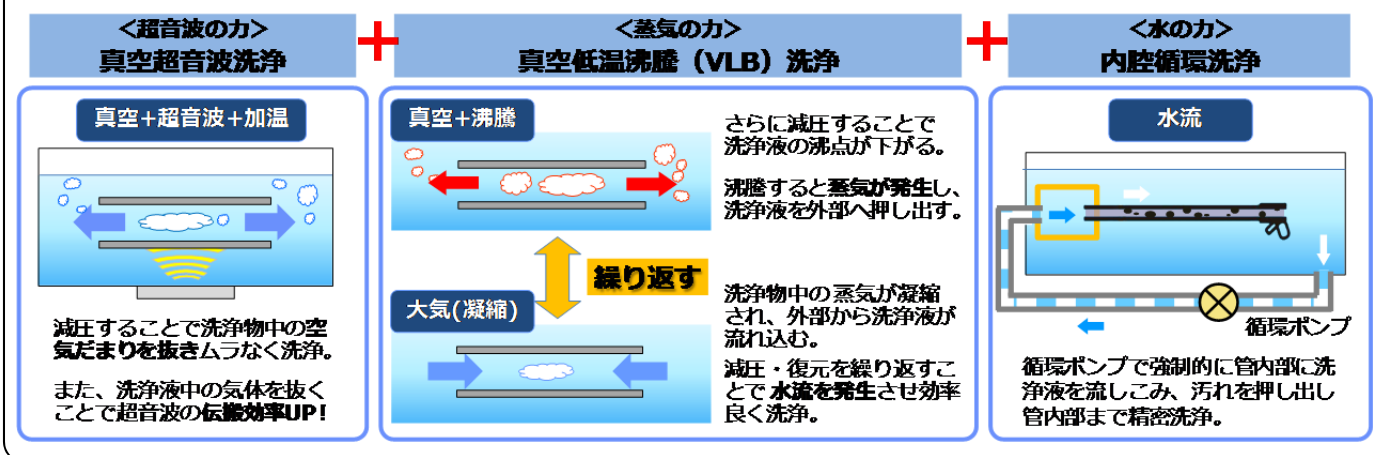 <超音波の力>
真空超音波洗浄
+
<蒸気の力>
真空低温沸騰（VLB）洗浄
+
<水の力>
内腔循環洗浄
真空+超音波+加温
減圧することで洗浄物中の空
気だまりを抜きムラなく洗浄。
また、洗浄液中の気体を抜く
ことで超音波の伝搬効率UP！
真空+沸騰
さらに減圧することで
洗浄液の沸点が下がる。
沸騰すると蒸気が発生し、
洗浄液を外部へ押し出す。
繰り返す
大気(凝縮)
洗浄物中の蒸気が凝縮
され、外部から洗浄液が
流れ込む。
減圧・復元を繰り返すこ
とで水流を発生させ効率
良く洗浄。
水流
循環ポンプ
循環ポンプで強制的に管内部に洗
浄液を流しこみ、汚れを押し出し
管内部まで精密洗浄。